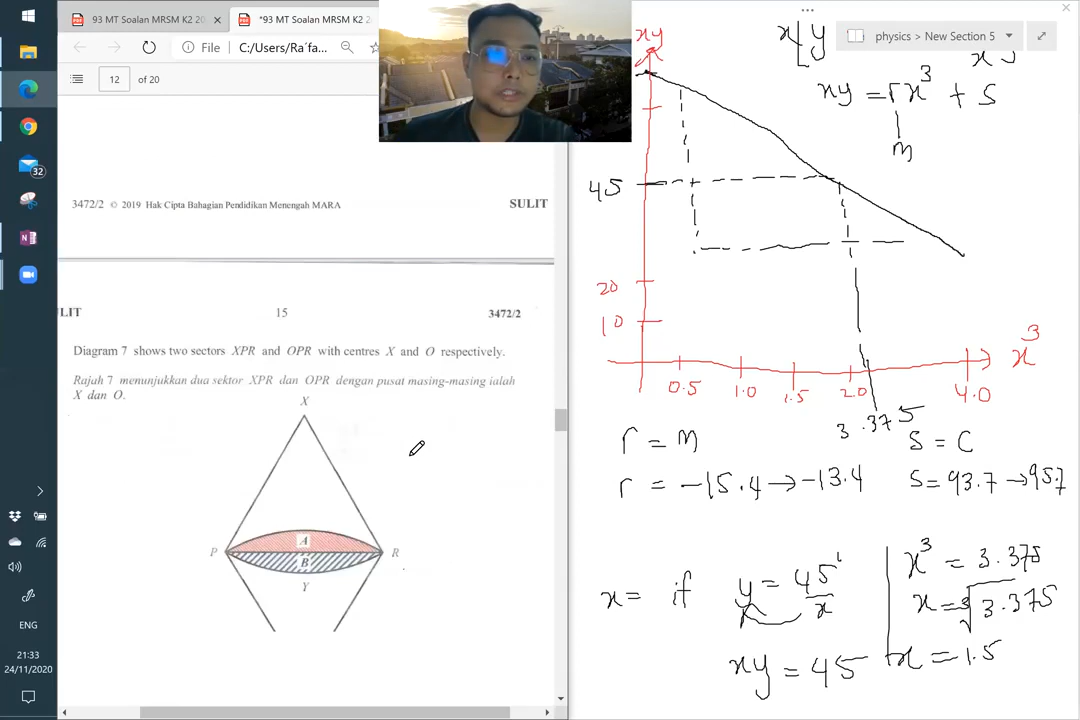 93 MT Soalan MRSM K2 20
*93 MT Soalan MRSM K2 20
File
C:/Users/Ra´fa...
12 of 20
physics > New Section 5
32
3472/2 © 2019 Hak Cipta Bahagian Pendidikan Menengah MARA
SULIT
15
3472/2
Diagram 7 shows two sectors XPR and OPR with centres X and O respectively.
Rajah 7 menunjukkan dua sektor XPR dan OPR dengan pusat masing-masing ialah
X dan O.
X
A
P
R
B
Y
xy
xy = rx³ + s
m
45
20
10
0.5
1.0
1.5
2.0
4.0
x³
3.375
r = m
s = c
r = -15.4 → -13.4
s = 93.7 → 95.7
x = if y = 45/x
xy = 45
x³ = 3.375
x = ³√3.375
x = 1.5
ENG
21:33
24/11/2020